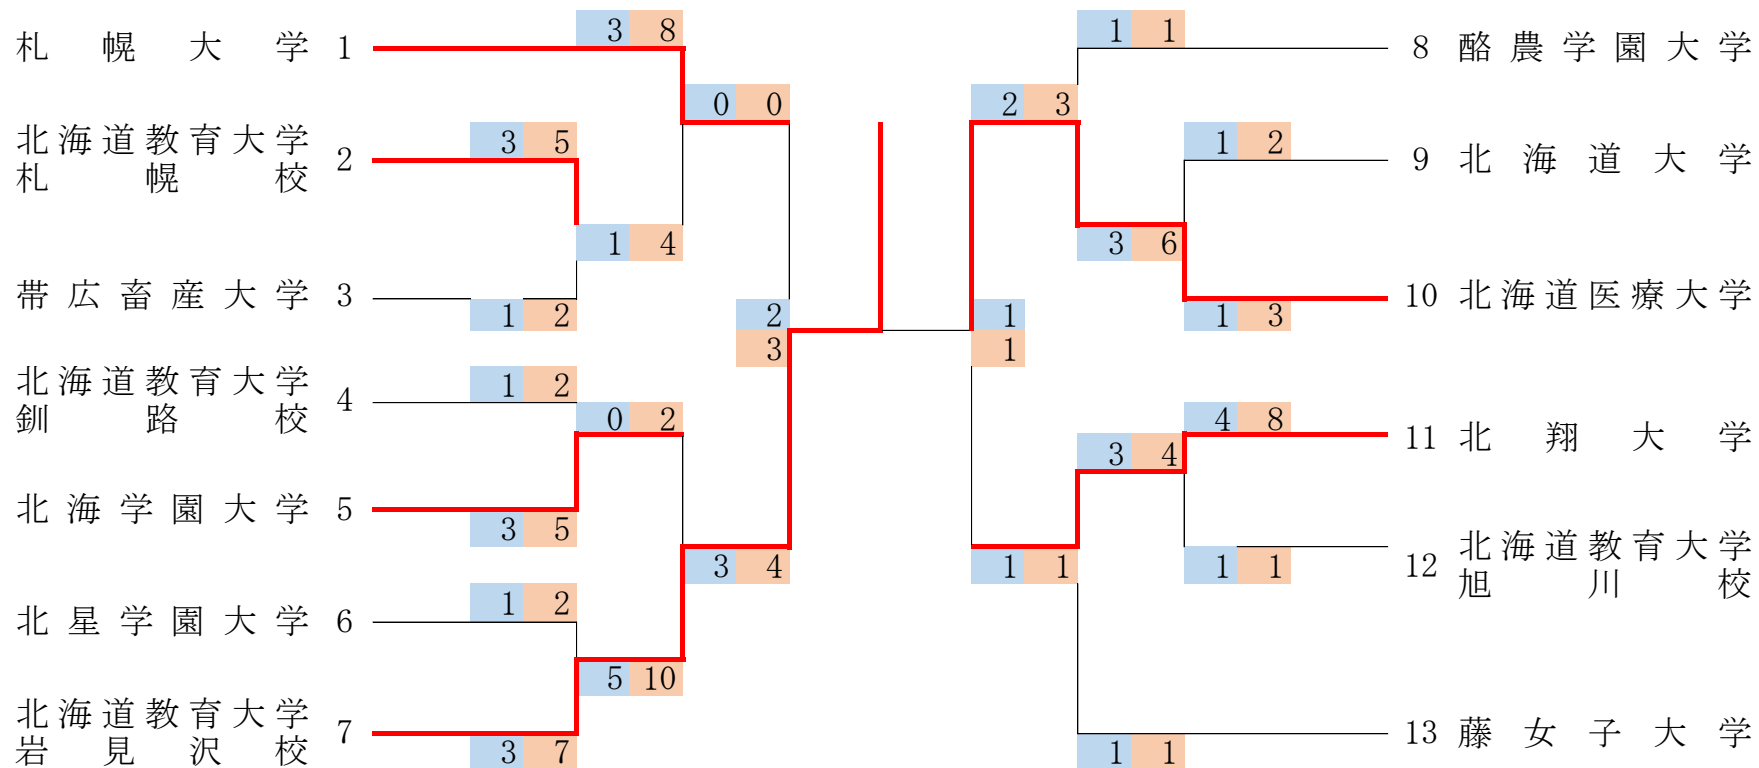 3 8
札幌大学 1
0 0
北海道教育大学
札幌校 2
3 5
1 4
帯広畜産大学 3
1 2
2
3
北海道教育大学
釧路校 4
1 2
0 2
北海学園大学 5
3 5
3 4
北星学園大学 6
1 2
5 10
北海道教育大学
岩見沢校 7
3 7
1 1
8 酪農学園大学
2 3
1 2
9 北海道大学
3 6
10 北海道医療大学
1 3
1
1
4 8
11 北翔大学
3 4
北海道教育大学
12 旭川校
1 1
1 1
13 藤女子大学
1 1